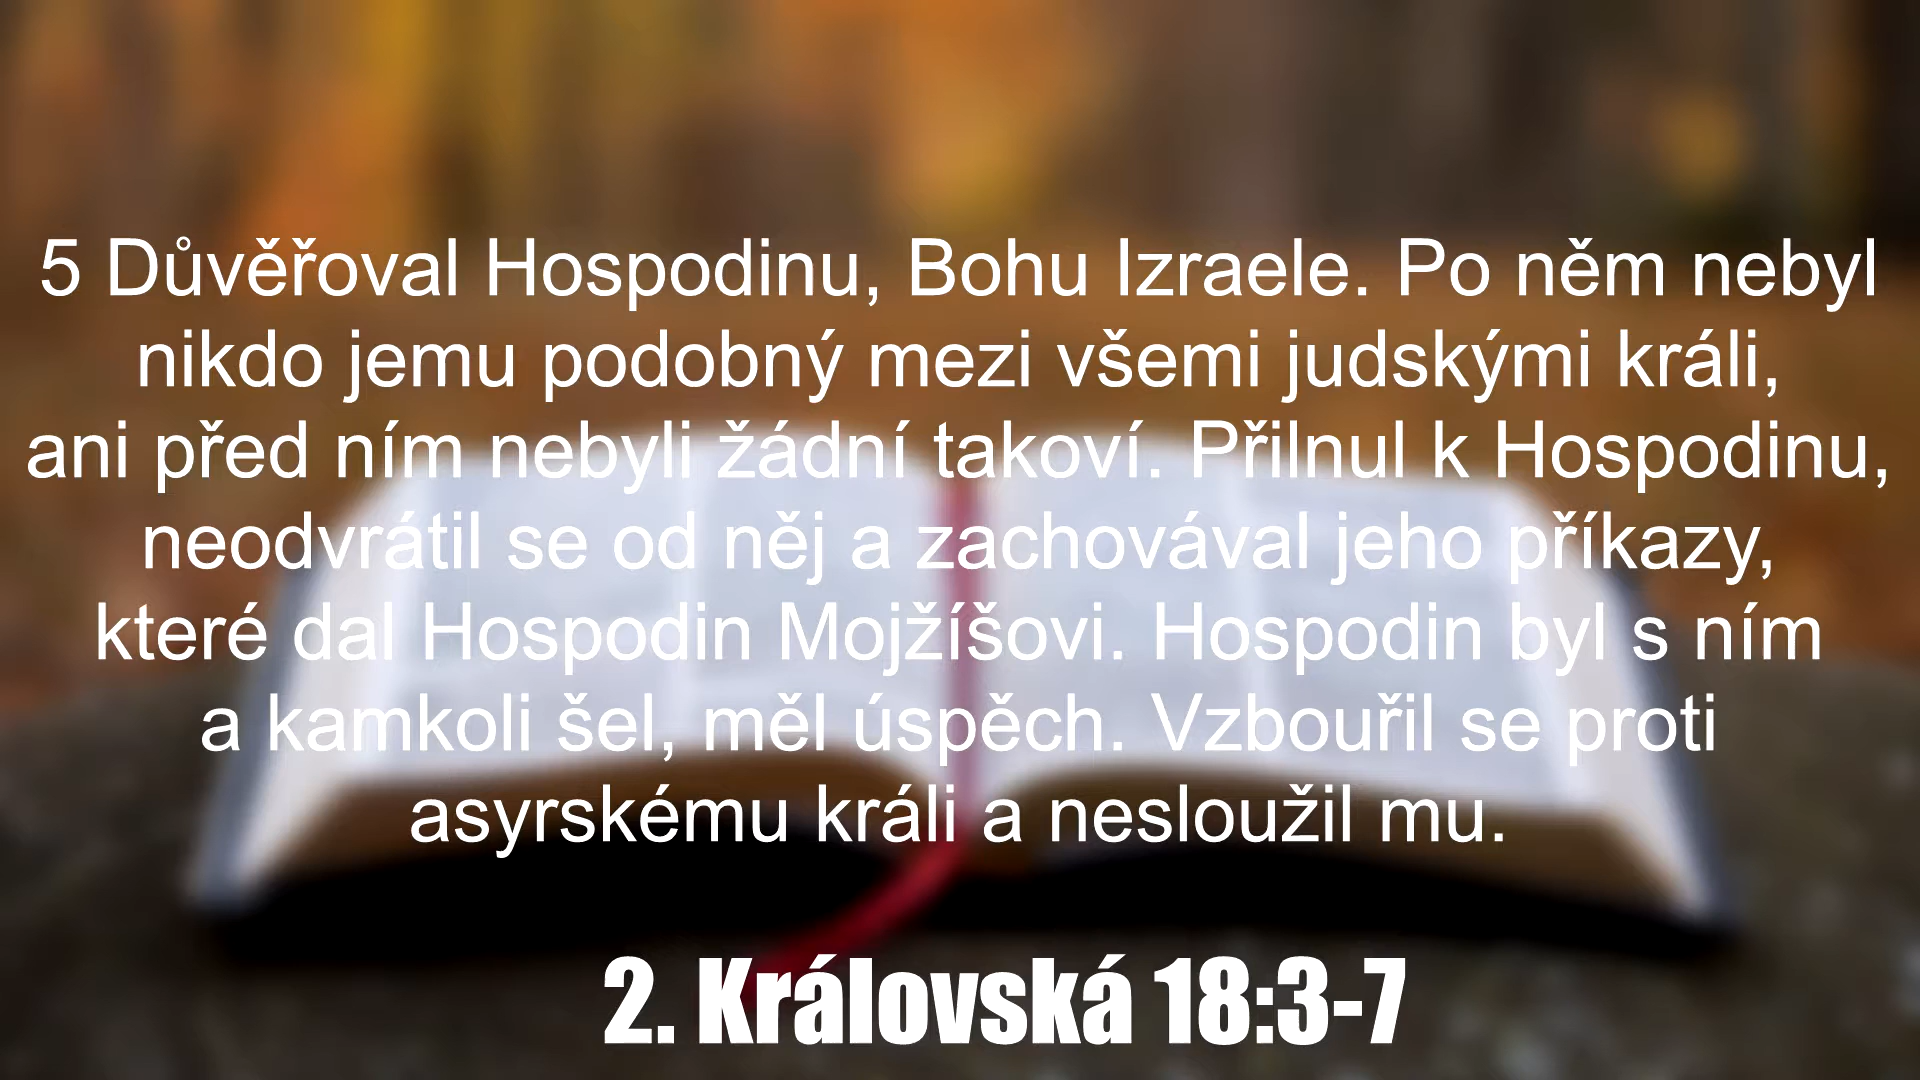 5 Důvěřoval Hospodinu, Bohu Izraele. Po něm nebyl
nikdo jemu podobný mezi všemi judskými králi,
ani před ním nebyli žádní takoví. Přilnul k Hospodinu,
neodvrátil se od něj a zachovával jeho příkazy,
které dal Hospodin Mojžíšovi. Hospodin byl s ním
a kamkoli šel, měl úspěch. Vzbouřil se proti
asyrskému králi a nesloužil mu.
2. Královská 18:3-7